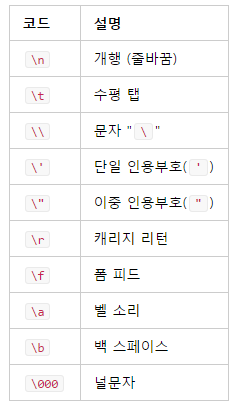 코드 설명
\n 개행 (줄바꿈)
\t 수평 탭
\\ 문자 "\"
\' 단일 인용부호(')
\" 이중 인용부호(")
\r 캐리지 리턴
\f 폼 피드
\a 벨 소리
\b 백 스페이스
\000 널문자